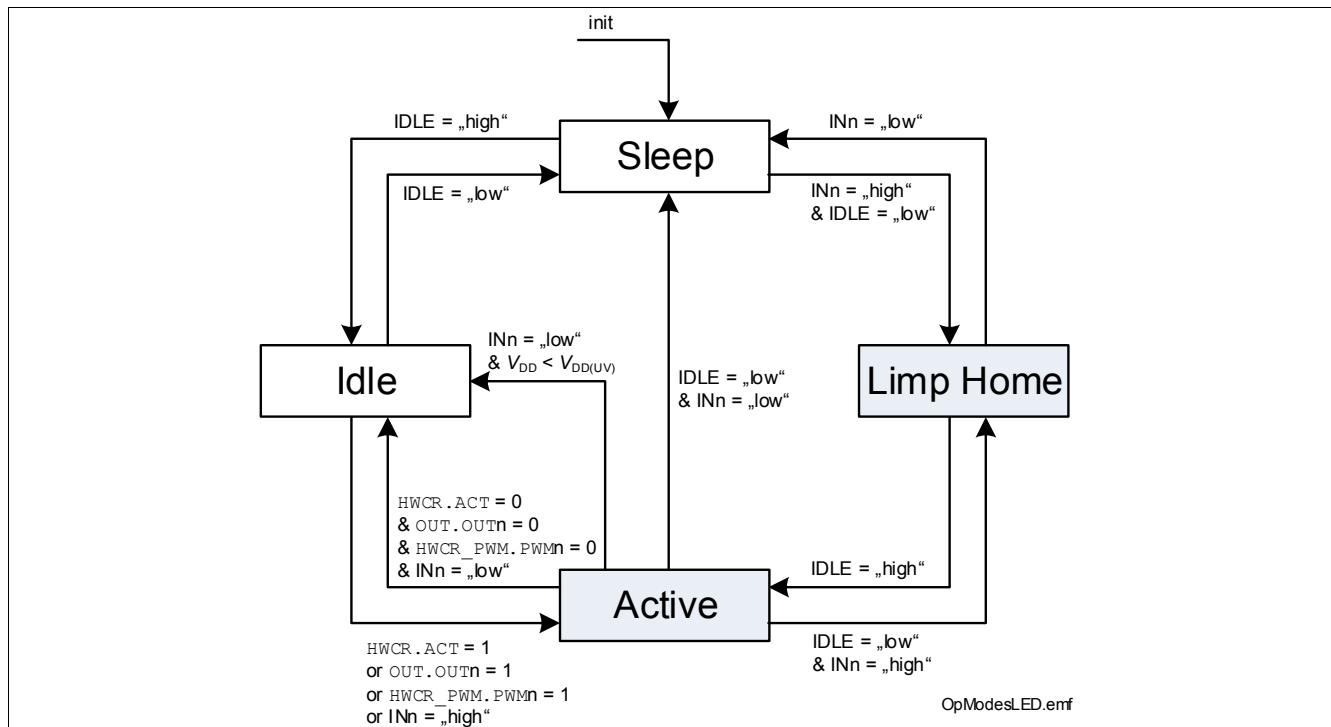 init
IDLE = „high“
INn = „low“
Sleep
IDLE = „low“
INn = „high“
& IDLE = „low“
INn = „low“
& VDD < VDD(UV)
Idle
IDLE = „low“
& INn = „low“
Limp Home
HWCR.ACT = 0
& OUT.OUTn = 0
& HWCR_PWM.PWMn = 0
& INn = „low“
IDLE = „high“
Active
HWCR.ACT = 1
or OUT.OUTn = 1
or HWCR_PWM.PWMn = 1
or INn = „high“
IDLE = „low“
& INn = „high“
OpModesLED.emf